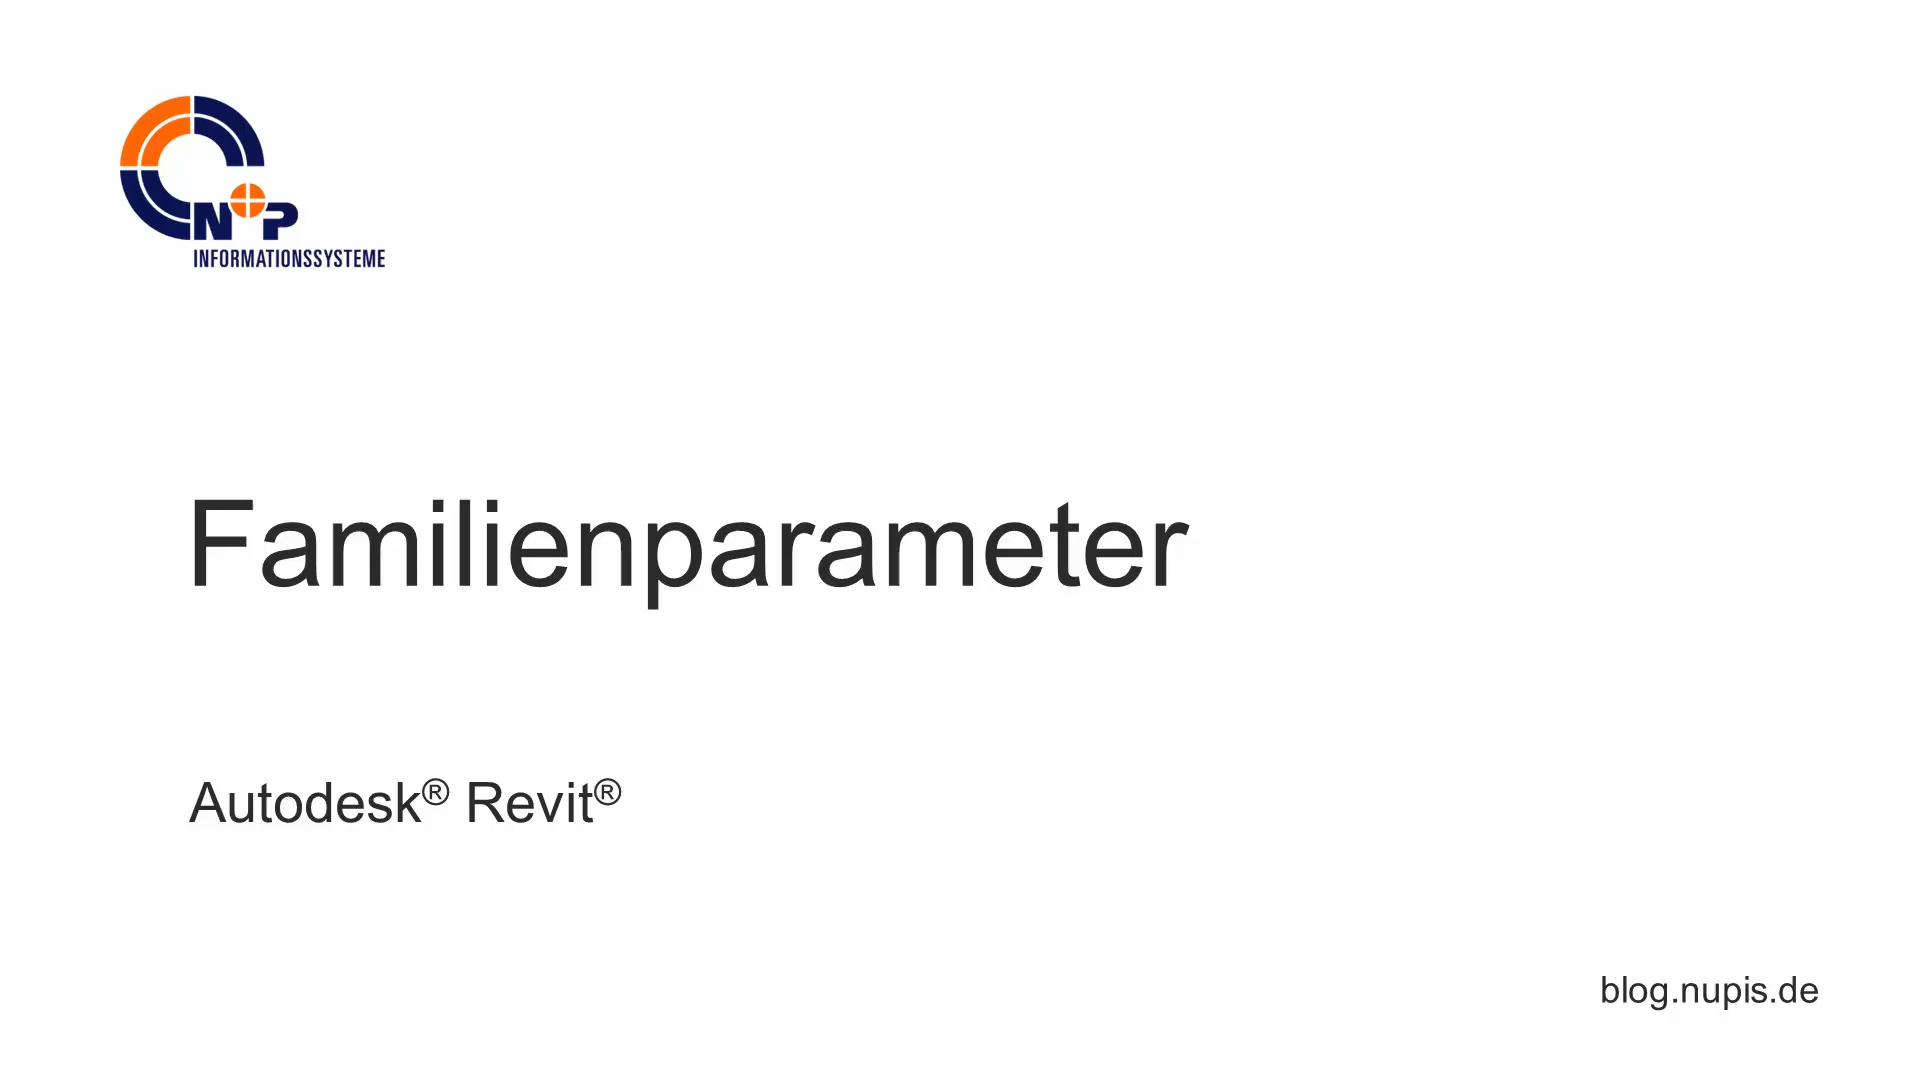 N+P
INFORMATIONSSYSTEME
Familienparameter
Autodesk® Revit®
blog.nupis.de